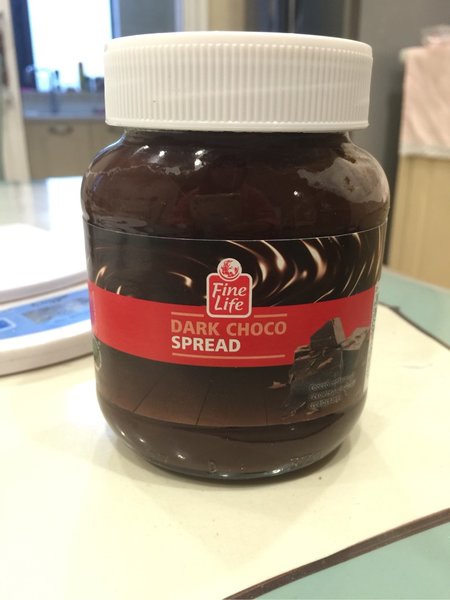 Fine
Life
DARK CHOCO
SPREAD